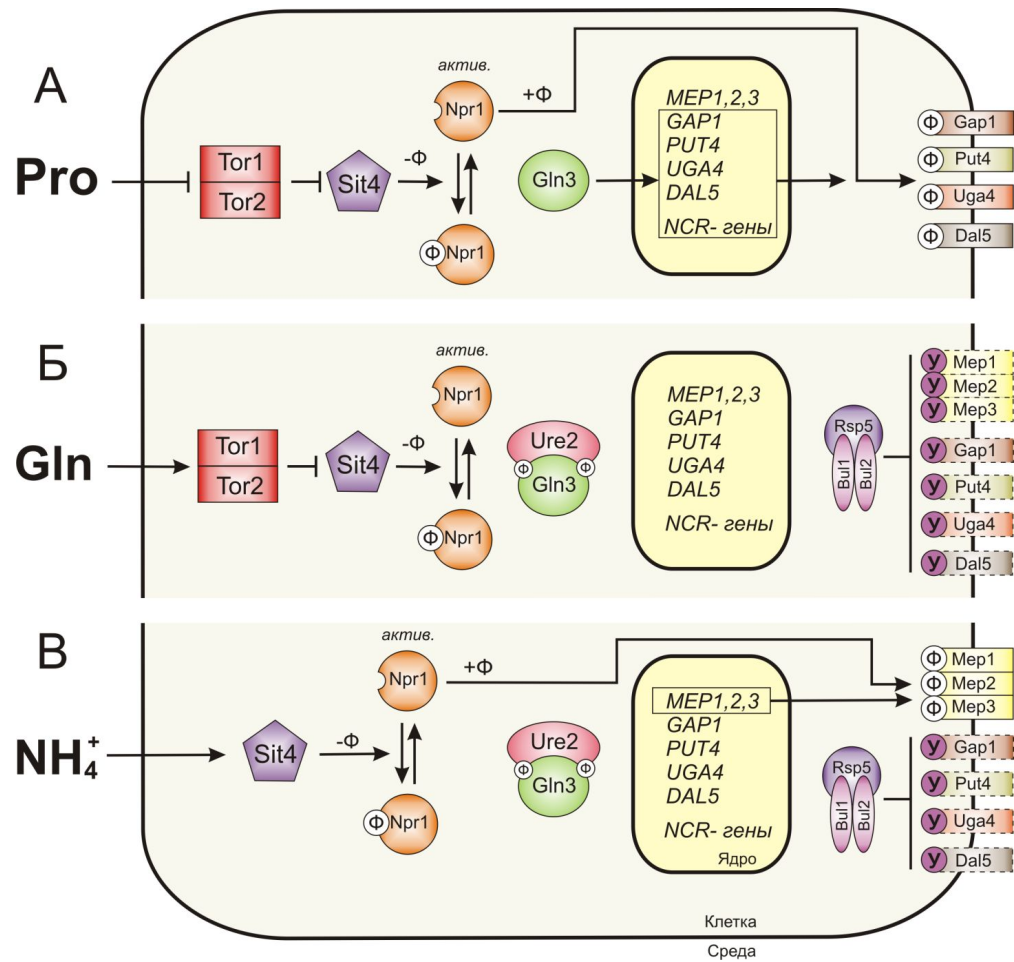 А
Pro
Tor1
Tor2
Sit4
-Ф
актив.
Npr1
+Ф
Ф Npr1
Gln3
MEP1,2,3
GAP1
PUT4
UGA4
DAL5
NCR- гены
Ф Gap1
Ф Put4
Ф Uga4
Ф Dal5
Б
Gln
Tor1
Tor2
Sit4
-Ф
актив.
Npr1
Ф Npr1
Ure2
Ф Ф
Gln3
MEP1,2,3
GAP1
PUT4
UGA4
DAL5
NCR- гены
Rsp5
Bul1 Bul2
У Mep1
У Mep2
У Mep3
У Gap1
У Put4
У Uga4
У Dal5
В
NH₄⁺
Sit4
-Ф
актив.
Npr1
+Ф
Ф Npr1
Ure2
Ф Ф
Gln3
MEP1,2,3
GAP1
PUT4
UGA4
DAL5
NCR- гены
Ядро
Rsp5
Bul1 Bul2
Ф Mep1
Ф Mep2
Ф Mep3
У Gap1
У Put4
У Uga4
У Dal5
Клетка
Среда